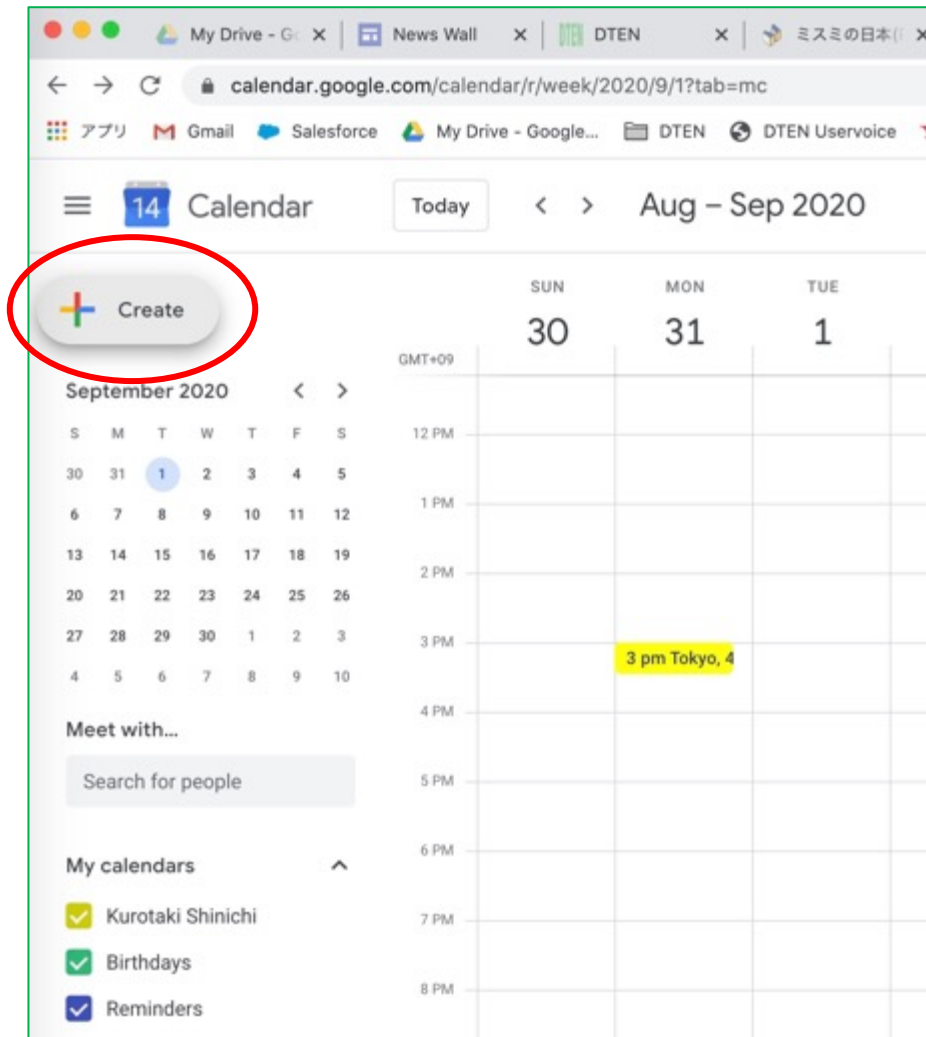 My Drive - G
News Wall
DTEN
ミスミの日本(
calendar.google.com/calendar/r/week/2020/9/1?tab=mc
アプリ Gmail Salesforce My Drive - Google... DTEN DTEN Uservoice
14 Calendar Today < > Aug – Sep 2020
Create
SUN MON TUE
30 31 1
GMT+09
September 2020 < >
S M T W T F S
30 31 1 2 3 4 5
6 7 8 9 10 11 12
13 14 15 16 17 18 19
20 21 22 23 24 25 26
27 28 29 30 1 2 3
4 5 6 7 8 9 10
Meet with...
Search for people
My calendars
Kurotaki Shinichi
Birthdays
Reminders
12 PM
1 PM
2 PM
3 PM
3 pm Tokyo, 4
4 PM
5 PM
6 PM
7 PM
8 PM